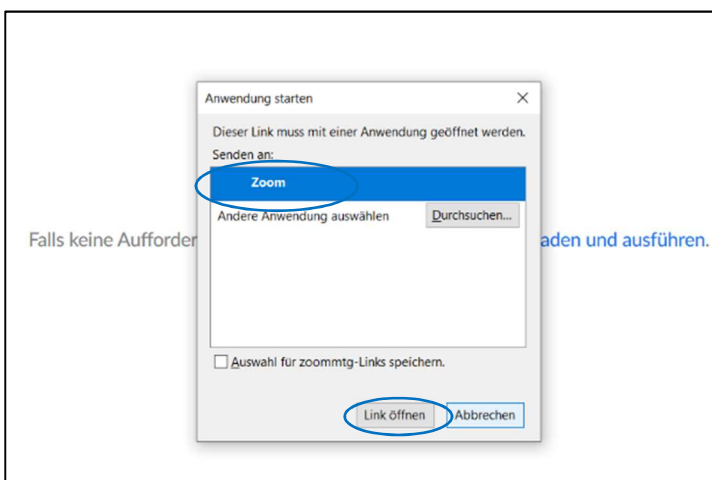 Anwendung starten
Dieser Link muss mit einer Anwendung geöffnet werden.
Senden an:
Zoom
Andere Anwendung auswählen Durchsuchen...
Falls keine Aufforder aden und ausführen.
Auswahl für zoommtg-Links speichern.
Link öffnen Abbrechen